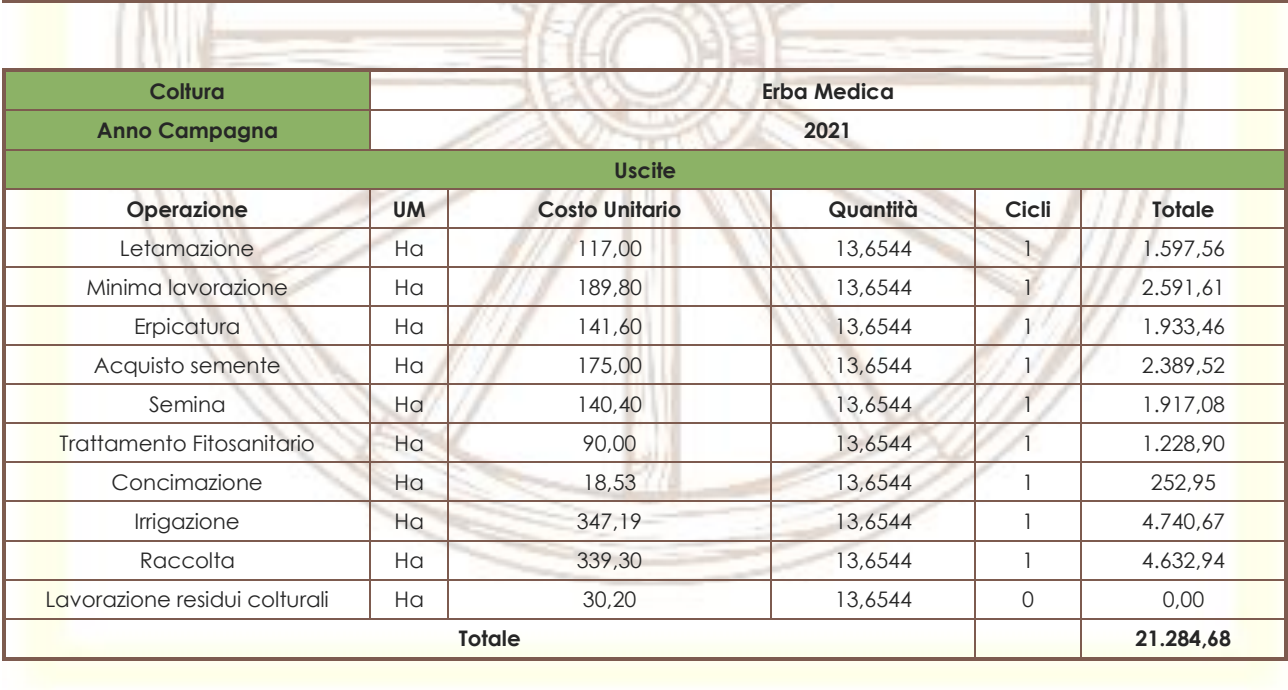 Coltura Erba Medica
Anno Campagna 2021
Uscite
Operazione UM Costo Unitario Quantità Cicli Totale
Letamazione Ha 117,00 13,6544 1 1.597,56
Minima lavorazione Ha 189,80 13,6544 1 2.591,61
Erpicatura Ha 141,60 13,6544 1 1.933,46
Acquisto semente Ha 175,00 13,6544 1 2.389,52
Semina Ha 140,40 13,6544 1 1.917,08
Trattamento Fitosanitario Ha 90,00 13,6544 1 1.228,90
Concimazione Ha 18,53 13,6544 1 252,95
Irrigazione Ha 347,19 13,6544 1 4.740,67
Raccolta Ha 339,30 13,6544 1 4.632,94
Lavorazione residui colturali Ha 30,20 13,6544 0 0,00
Totale 21.284,68